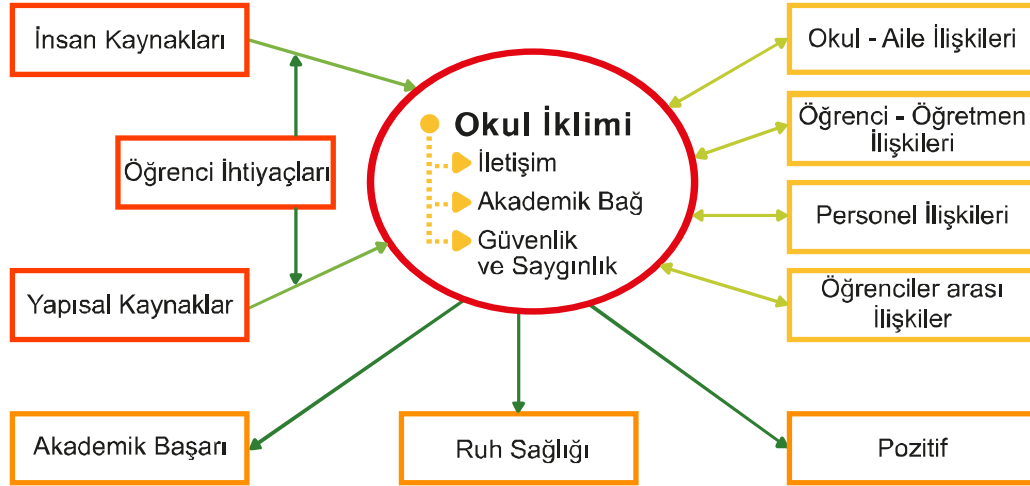 İnsan Kaynakları
Öğrenci İhtiyaçları
Yapısal Kaynaklar
Okul İklimi
İletişim
Akademik Bağ
Güvenlik
ve Saygınlık
Okul - Aile İlişkileri
Öğrenci - Öğretmen
İlişkileri
Personel İlişkileri
Öğrenciler arası
İlişkiler
Akademik Başarı
Ruh Sağlığı
Pozitif